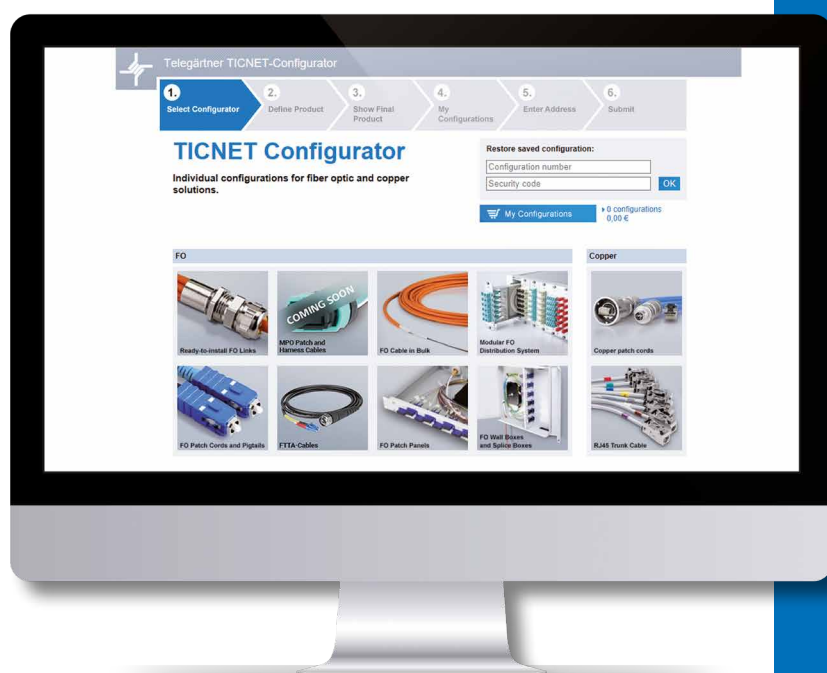 Telegärtner TICNET-Configurator
1.
Select Configurator
2.
Define Product
3.
Show Final
Product
4.
My
Configurations
5.
Enter Address
6.
Submit
TICNET Configurator
Individual configurations for fiber optic and copper
solutions.
Restore saved configuration:
Configuration number
Security code
OK
My Configurations
0 configurations
0,00 €
FO
Copper
Ready-to-install FO Links
COMING SOON
MPO Patch and
Harness Cables
FO Cable in Bulk
Modular FO
Distribution System
Copper patch cords
FO Patch Cords and Pigtails
FTTA-Cables
FO Patch Panels
FO Wall Boxes
and Splice Boxes
RJ45 Trunk Cable